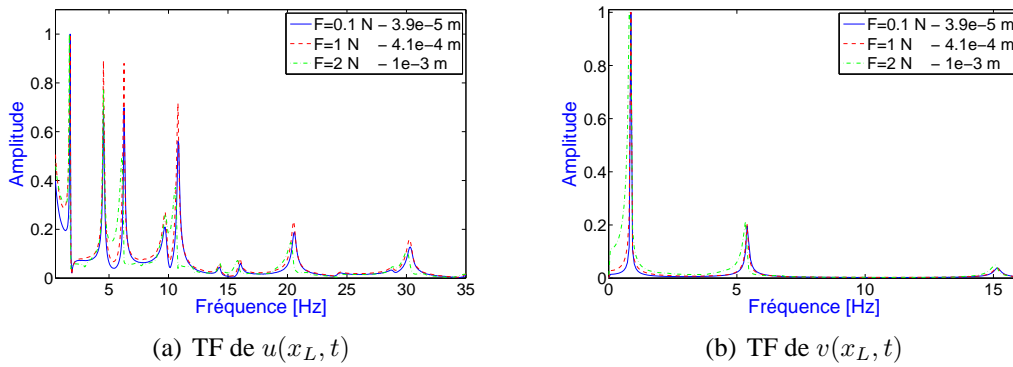 F=0.1 N − 3.9e−5 m
F=1 N − 4.1e−4 m
F=2 N − 1e−3 m
Amplitude
1
0.8
0.6
0.4
0.2
0
5 10 15 20 25 30 35
Fréquence [Hz]
(a) TF de u(x_L, t)
F=0.1 N − 3.9e−5 m
F=1 N − 4.1e−4 m
F=2 N − 1e−3 m
Amplitude
1
0.8
0.6
0.4
0.2
0
0 5 10 15
Fréquence [Hz]
(b) TF de v(x_L, t)